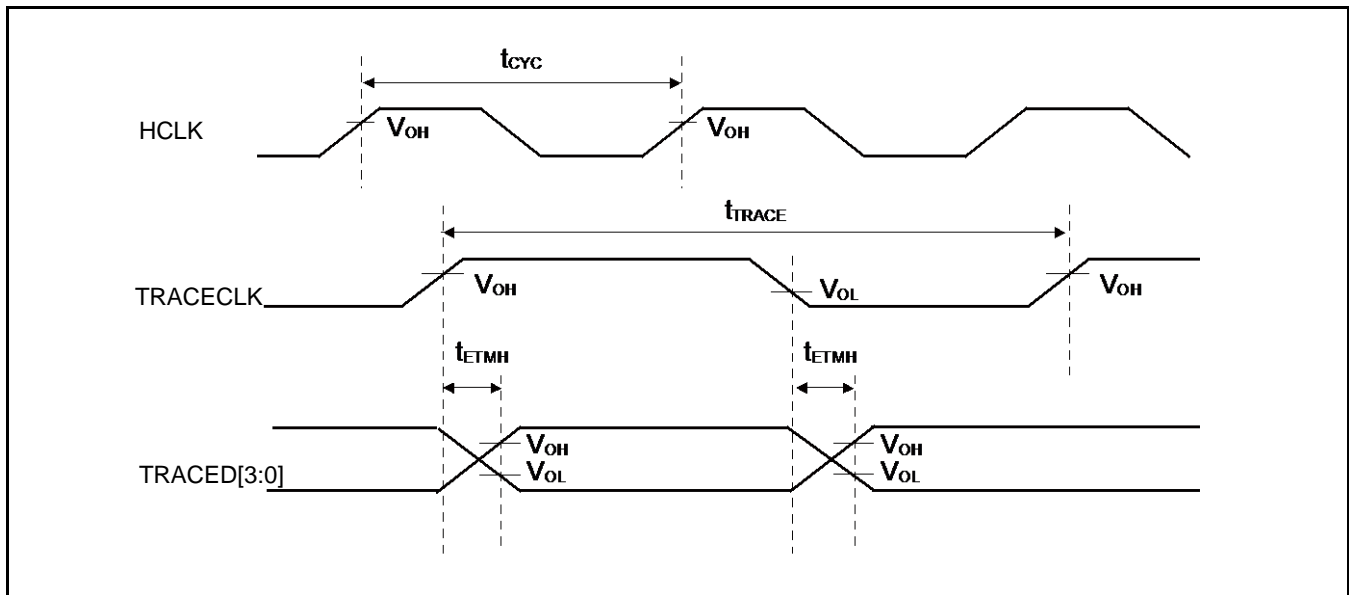 tCYC
HCLK
VOH
VOH
tTRACE
TRACECLK
VOH
VOL
VOH
tETMH
tETMH
TRACED[3:0]
VOH
VOL
VOH
VOL